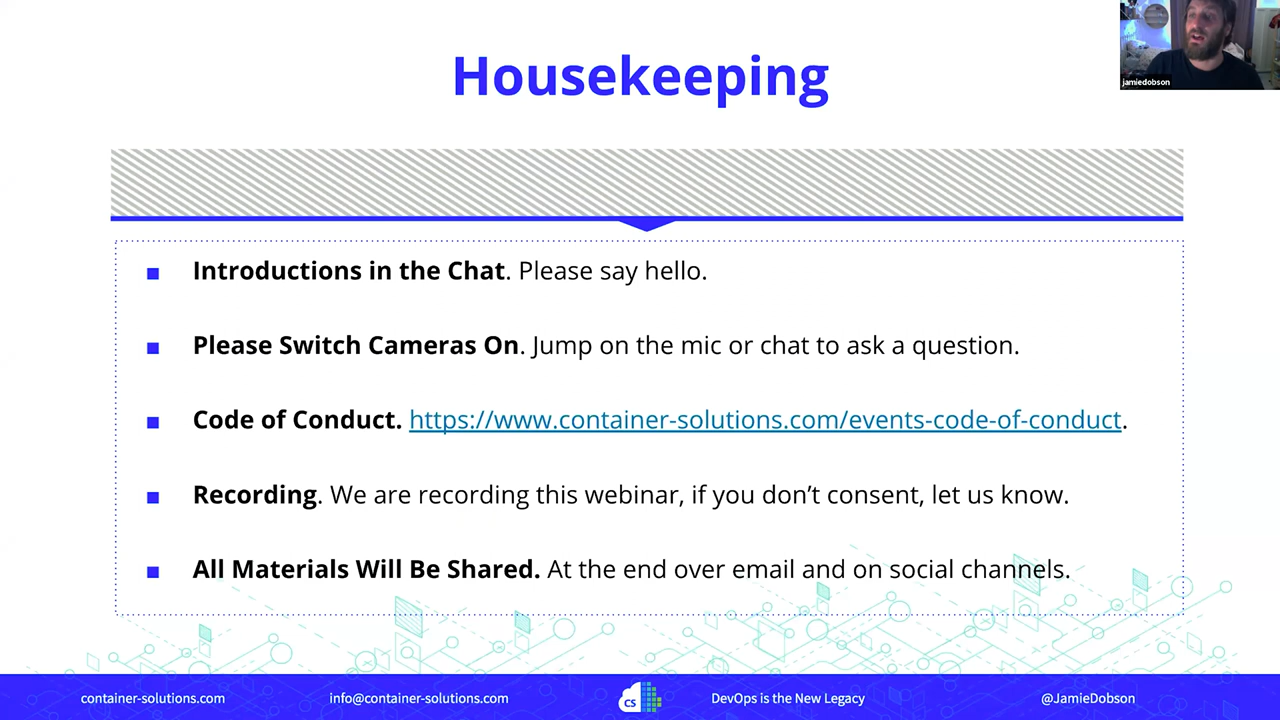 Housekeeping
jamiedobson
■ Introductions in the Chat. Please say hello.
■ Please Switch Cameras On. Jump on the mic or chat to ask a question.
■ Code of Conduct. https://www.container-solutions.com/events-code-of-conduct.
■ Recording. We are recording this webinar, if you don’t consent, let us know.
■ All Materials Will Be Shared. At the end over email and on social channels.
container-solutions.com info@container-solutions.com CS DevOps is the New Legacy @JamieDobson